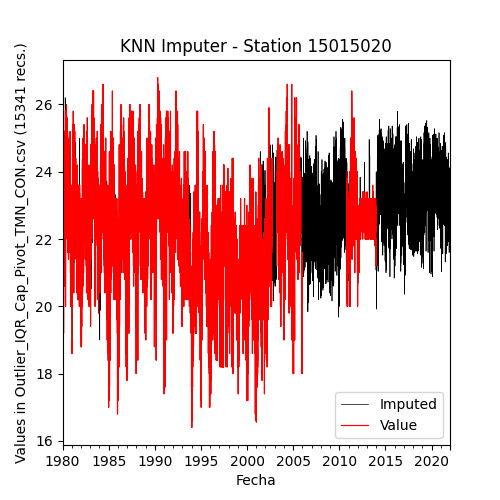 KNN Imputer - Station 15015020
Values in Outlier_IQR_Cap_Pivot_TMN_CON.csv (15341 recs.)
26
24
22
20
18
16
Imputed
Value
1980 1985 1990 1995 2000 2005 2010 2015 2020
Fecha